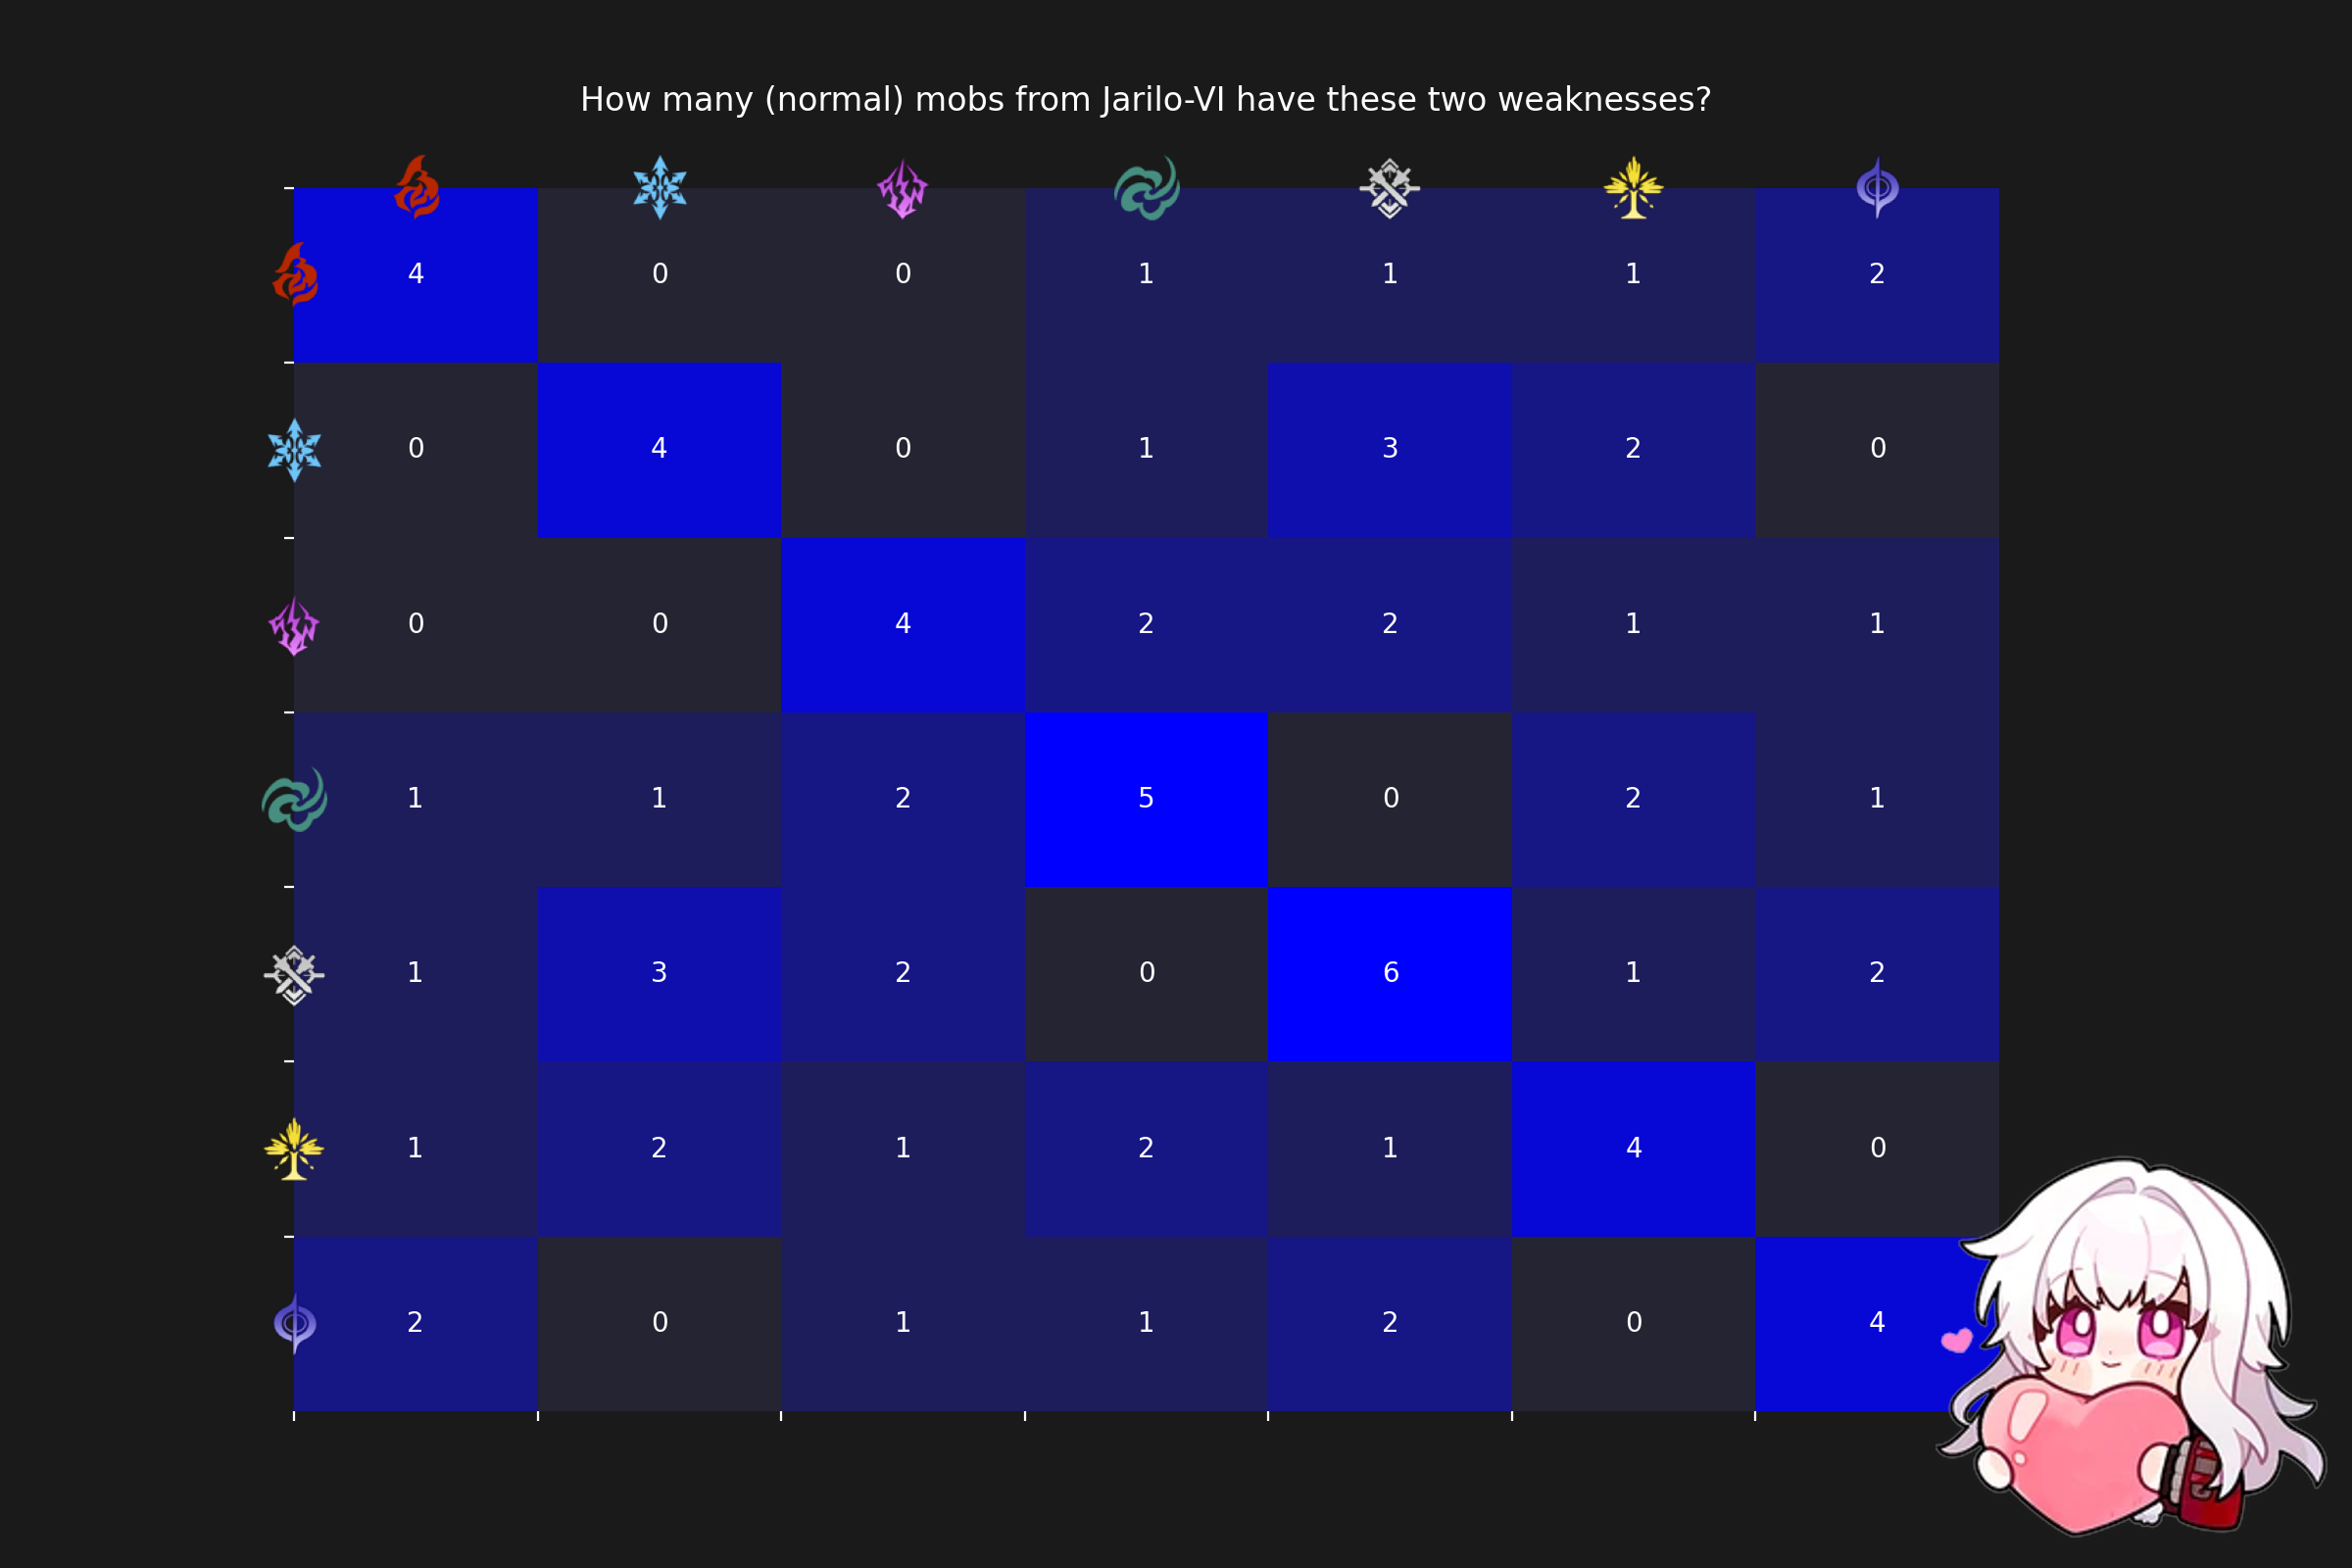 How many (normal) mobs from Jarilo-VI have these two weaknesses?
4 0 0 1 1 1 2
0 4 0 1 3 2 0
0 0 4 2 2 1 1
1 1 2 5 0 2 1
1 3 2 0 6 1 2
1 2 1 2 1 4 0
2 0 1 1 2 0 4